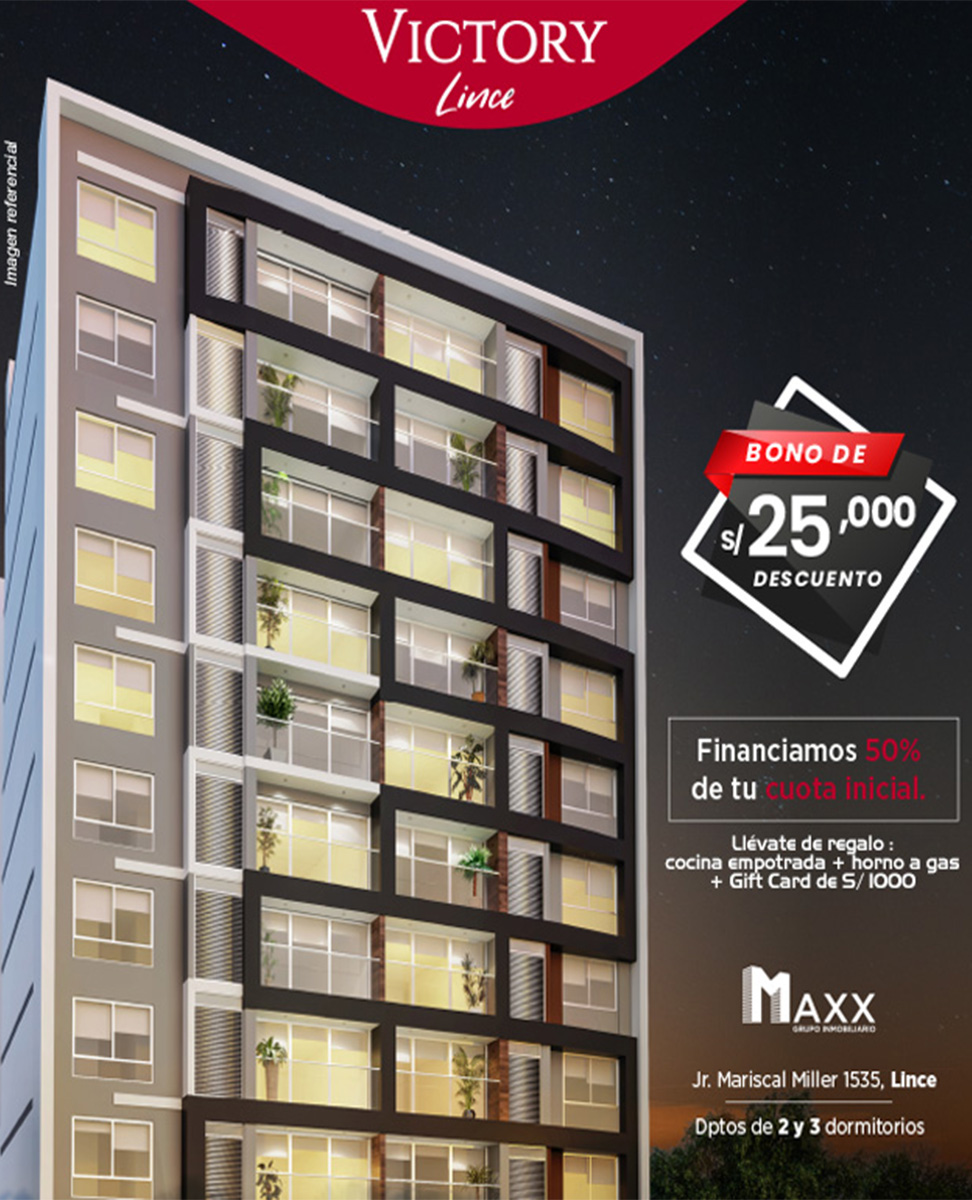 VICTORY
Lince
Imagen referencial
BONO DE
S/ 25,000
DESCUENTO
Financiamos 50%
de tu cuota inicial.
Llévate de regalo :
cocina empotrada + horno a gas
+ Gift Card de S/ 1000
MAXX
GRUPO INMOBILIARIO
Jr. Mariscal Miller 1535, Lince
Dptos de 2 y 3 dormitorios